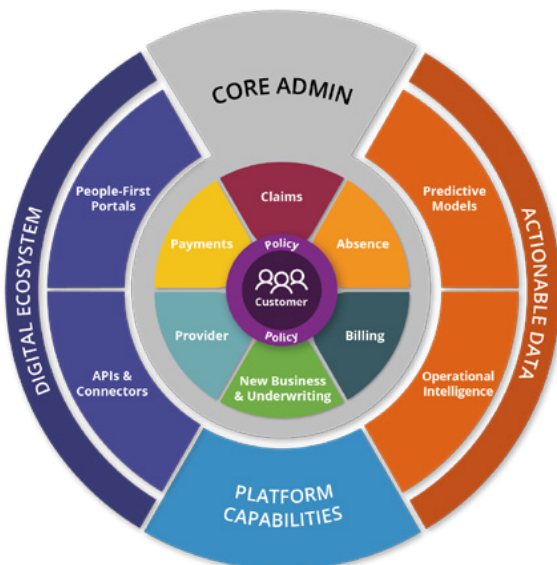 CORE ADMIN
DIGITAL ECOSYSTEM
People-First
Portals
APIs &
Connectors
Claims
Payments
Absence
Policy
Customer
Policy
Provider
Billing
New Business
& Underwriting
Predictive
Models
Operational
Intelligence
ACTIONABLE DATA
PLATFORM
CAPABILITIES